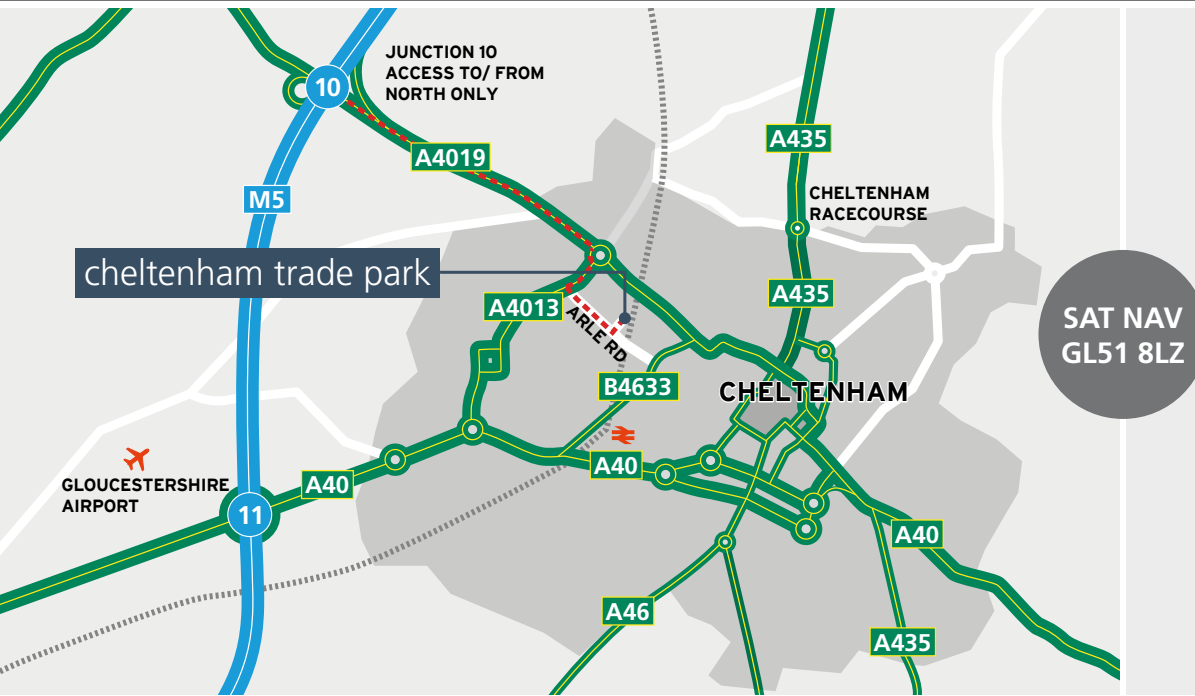 JUNCTION 10
ACCESS TO/ FROM
NORTH ONLY
10
A4019
A435
M5
CHELTENHAM
RACECOURSE
cheltenham trade park
A4013
A435
ARLE RD
SAT NAV
GL51 8LZ
B4633
CHELTENHAM
GLOUCESTERSHIRE
AIRPORT
A40
A40
11
A40
A46
A435